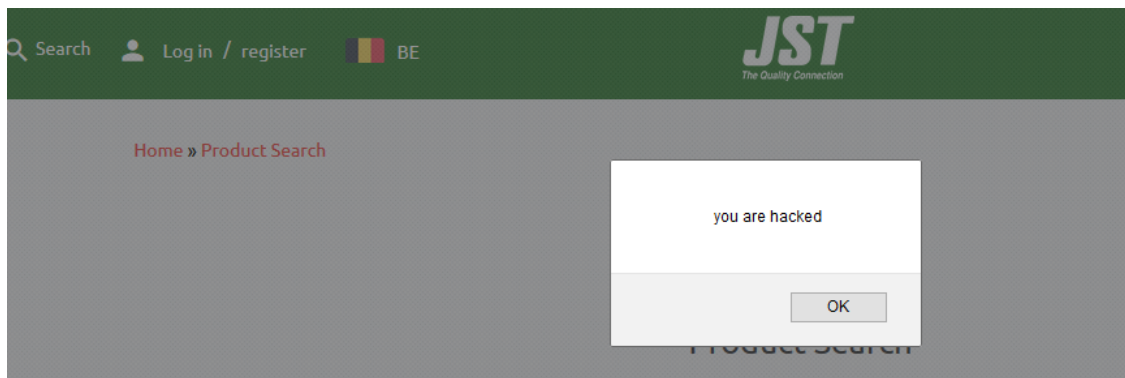 Search Log in / register BE
JST
The Quality Connection
Home » Product Search
you are hacked
OK
Product Search